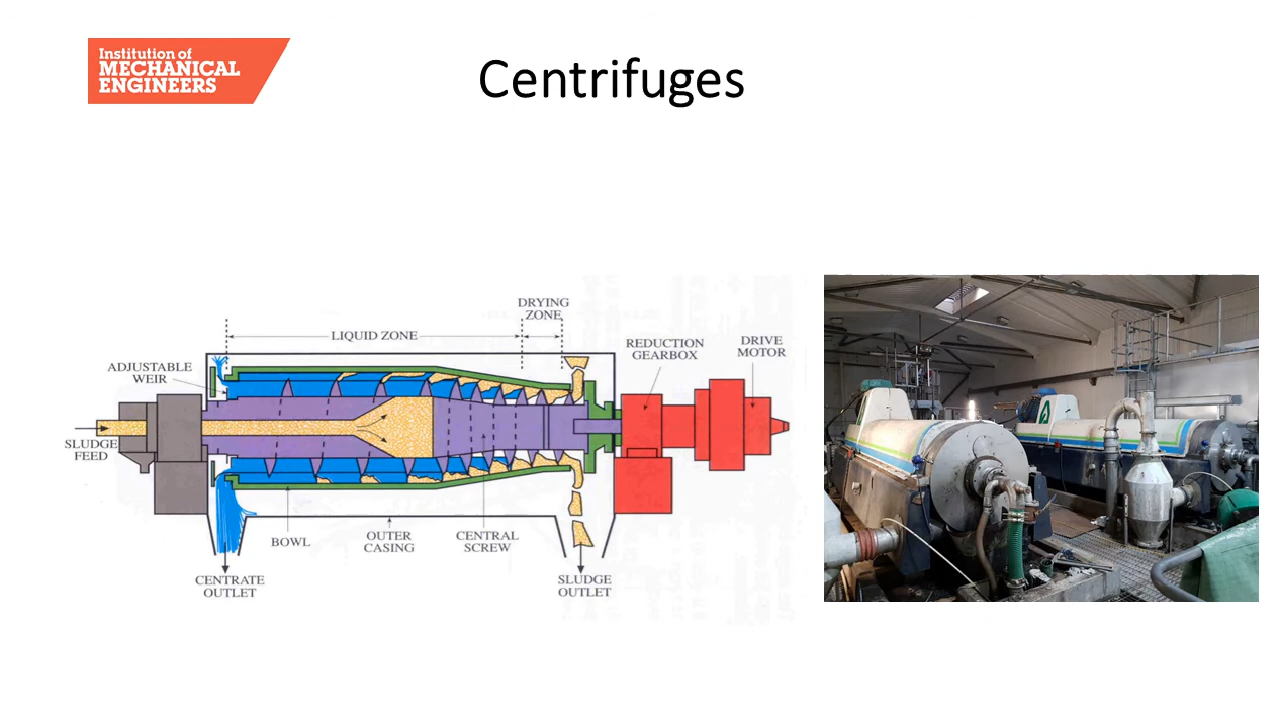 Institution of
MECHANICAL
ENGINEERS
Centrifuges
DRYING
ZONE
LIQUID ZONE
REDUCTION
GEARBOX
DRIVE
MOTOR
ADJUSTABLE
WEIR
SLUDGE
FEED
BOWL
OUTER
CASING
CENTRAL
SCREW
CENTRATE
OUTLET
SLUDGE
OUTLET